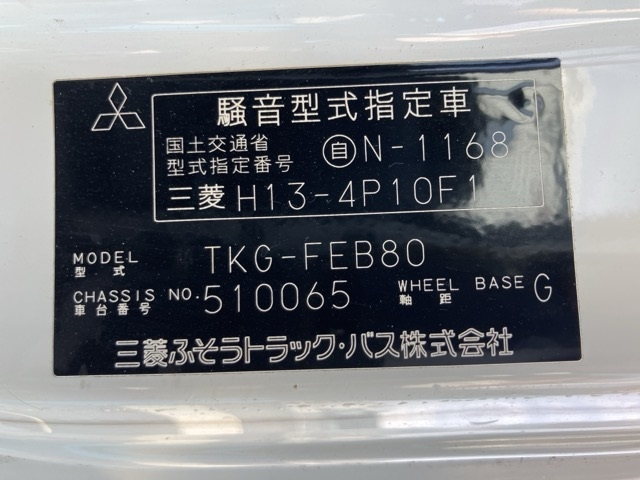 騒音型式指定車
国土交通省
型式指定番号 自N-1168
三菱 H13-4P10F1
MODEL
型式 TKG-FEB80
CHASSIS NO. 510065 WHEEL BASE G
車台番号 軸距
三菱ふそうトラック・バス株式会社